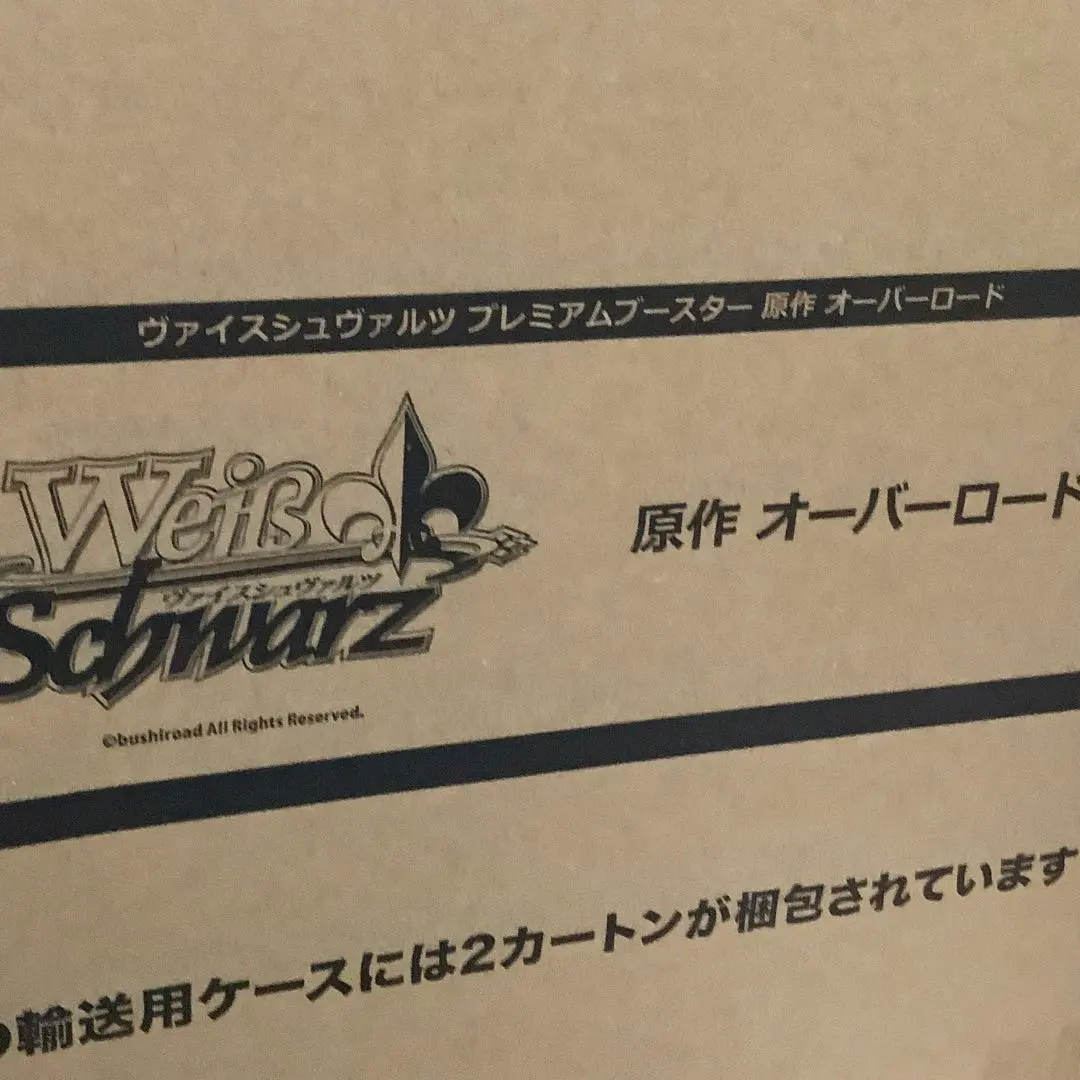 ヴァイスシュヴァルツ プレミアムブースター 原作 オーバーロード
Weiß
ヴァイスシュヴァルツ
Schwarz
原作 オーバーロード
©bushiroad All Rights Reserved.
●輸送用ケースには2カートンが梱包されています